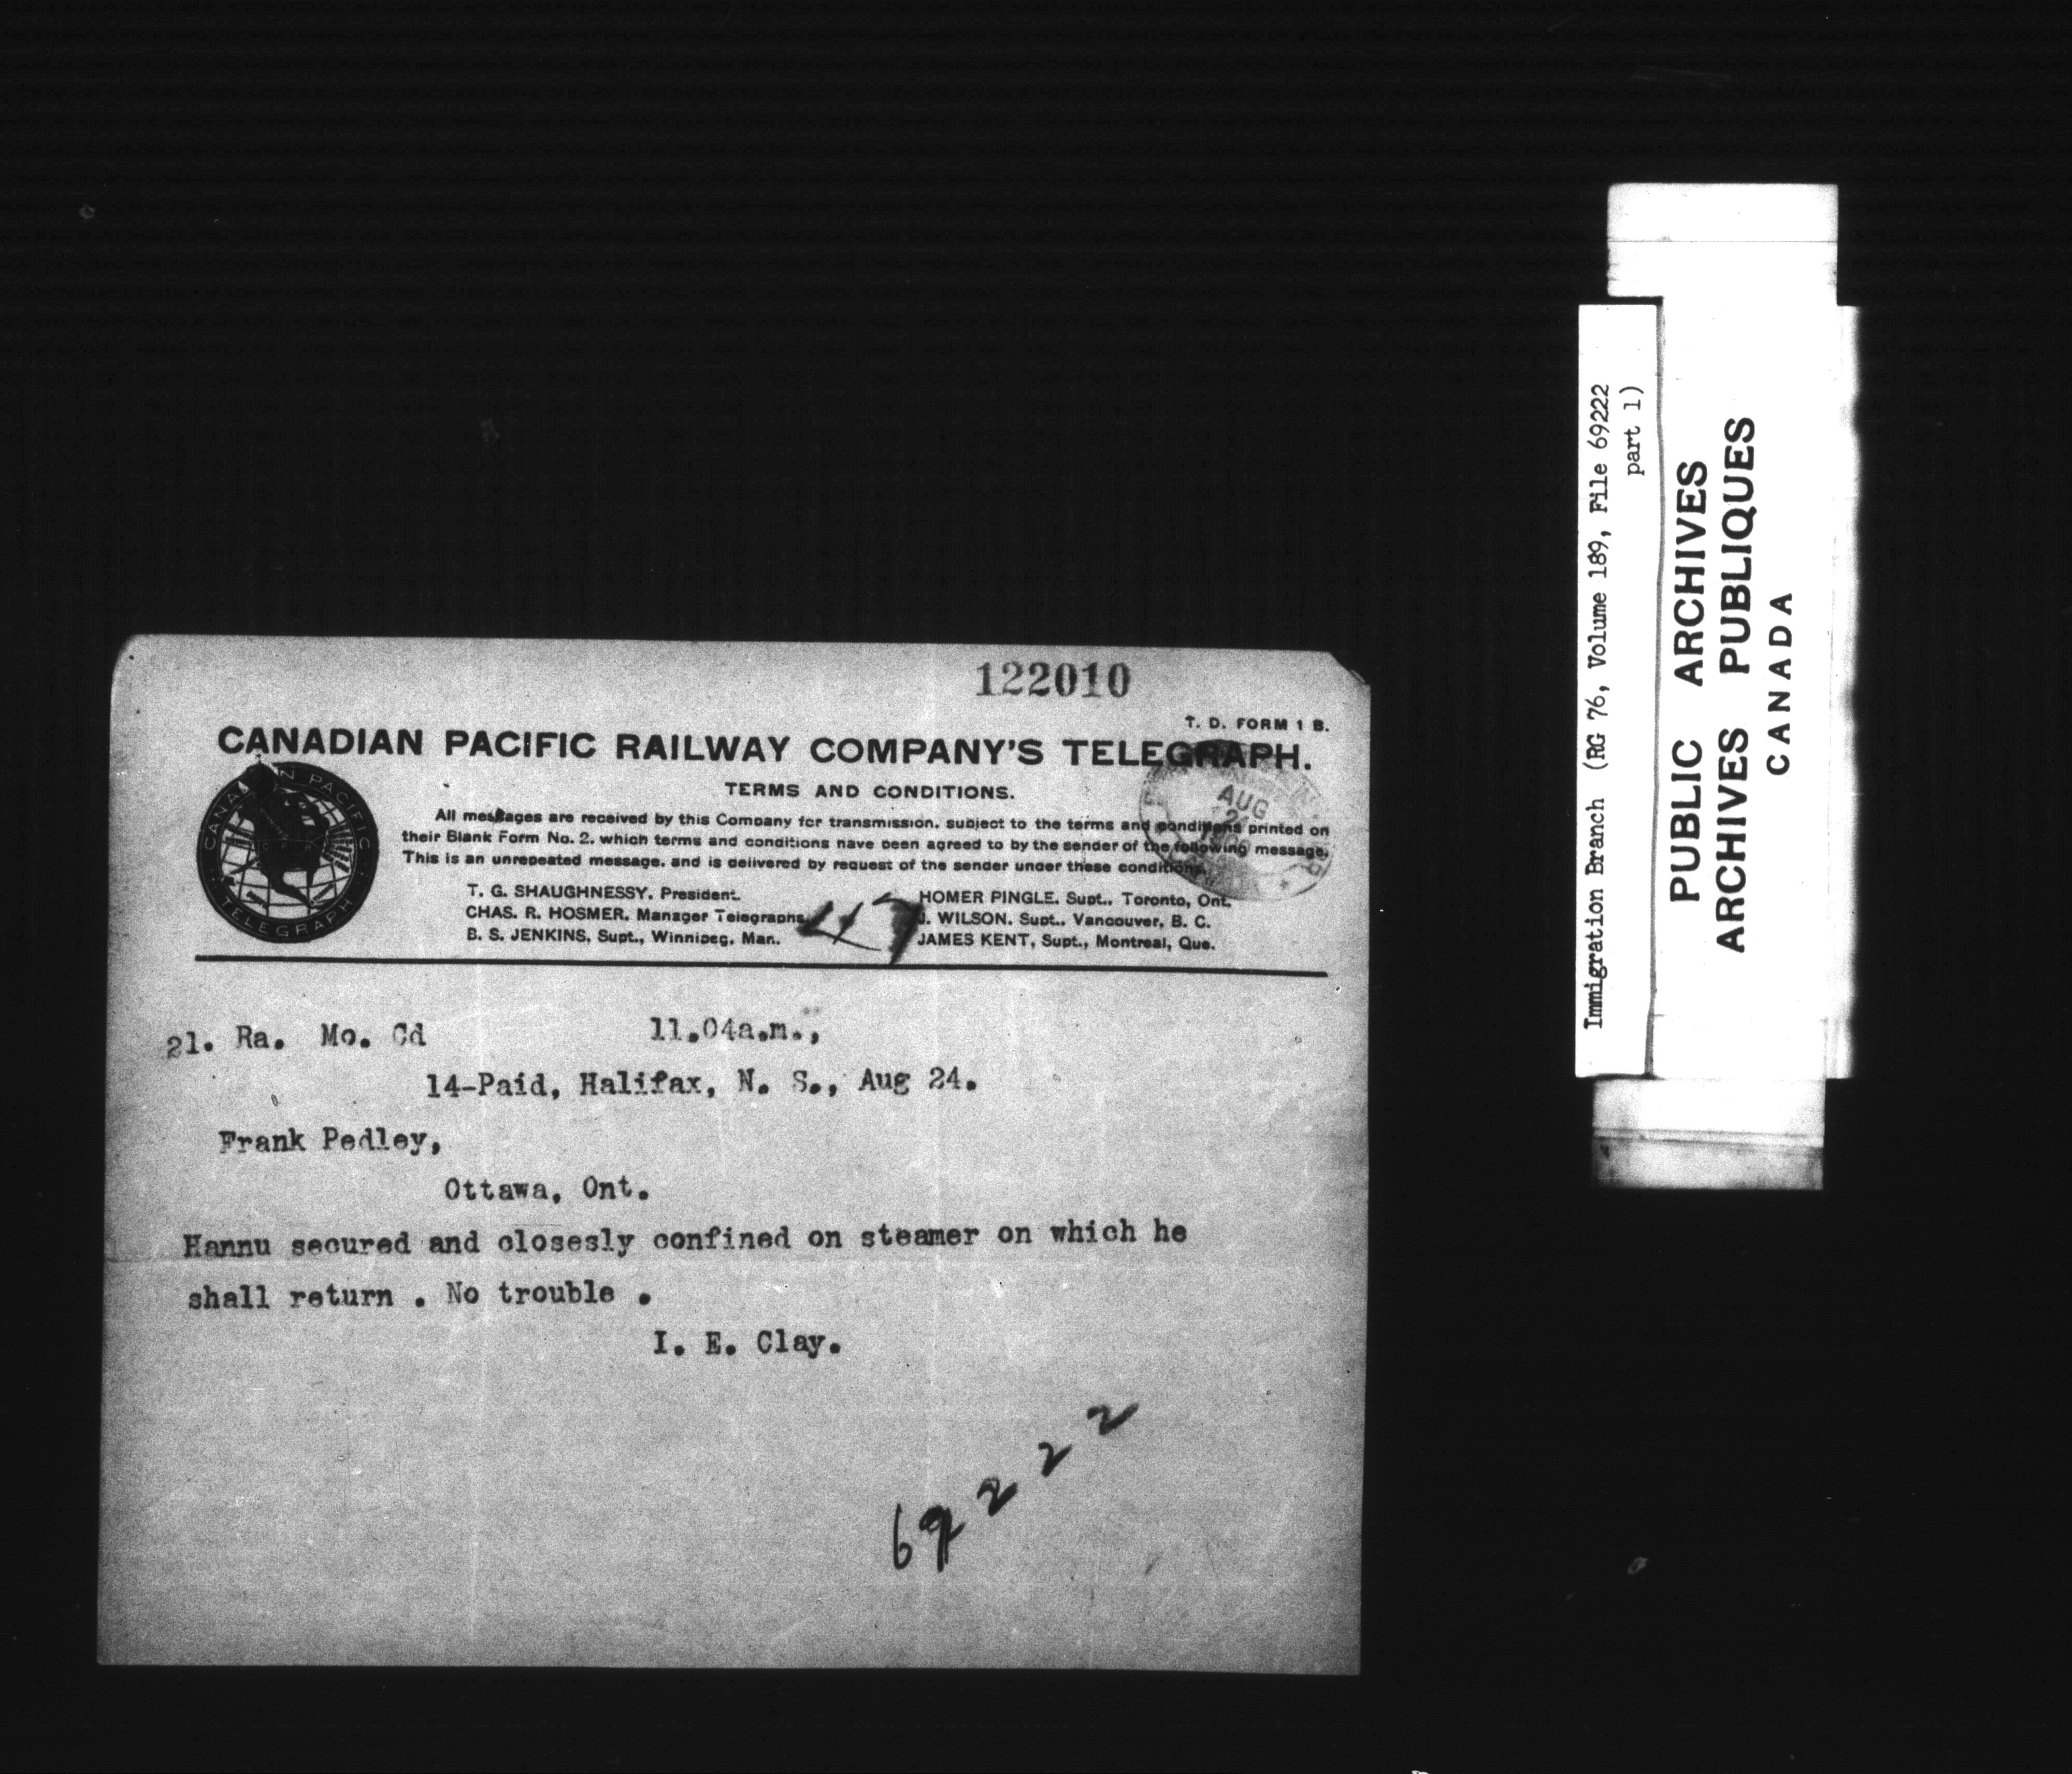 122010
T. D. FORM 1 B.
CANADIAN PACIFIC RAILWAY COMPANY'S TELEGRAPH.
TERMS AND CONDITIONS.
All messages are received by this Company for transmission, subject to the terms and conditions printed on
their Blank Form No. 2, which terms and conditions have been agreed to by the sender of the following message.
This is an unrepeated message, and is delivered by request of the sender under these conditions.
CANADIAN PACIFIC
TELEGRAPH
AUG
T. G. SHAUGHNESSY, President.
CHAS. R. HOSMER, Manager Telegraphs
B. S. JENKINS, Supt., Winnipeg, Man.
47
HOMER PINGLE, Supt., Toronto, Ont.
J. WILSON, Supt., Vancouver, B. C.
JAMES KENT, Supt., Montreal, Que.
21. Ra. Mo. Cd 11.04a.m.,
14-Paid, Halifax, N. S., Aug 24.
Frank Pedley,
Ottawa, Ont.
Hannu secured and closesly confined on steamer on which he
shall return . No trouble .
I. E. Clay.
69222
Immigration Branch (RG 76, Volume 189, File 69222
part 1)
PUBLIC ARCHIVES
ARCHIVES PUBLIQUES
CANADA